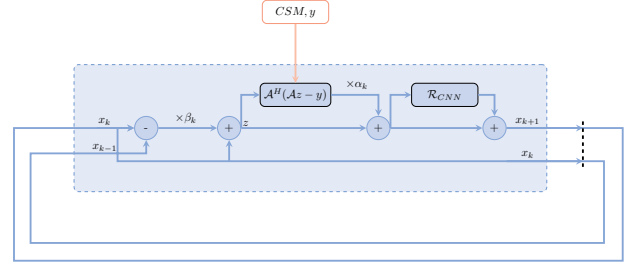 CSM, y
×α_k
𝒜^H(𝒜z − y)
ℛ_CNN
x_k
×β_k
x_{k+1}
-
+
z
+
+
x_{k−1}
x_k